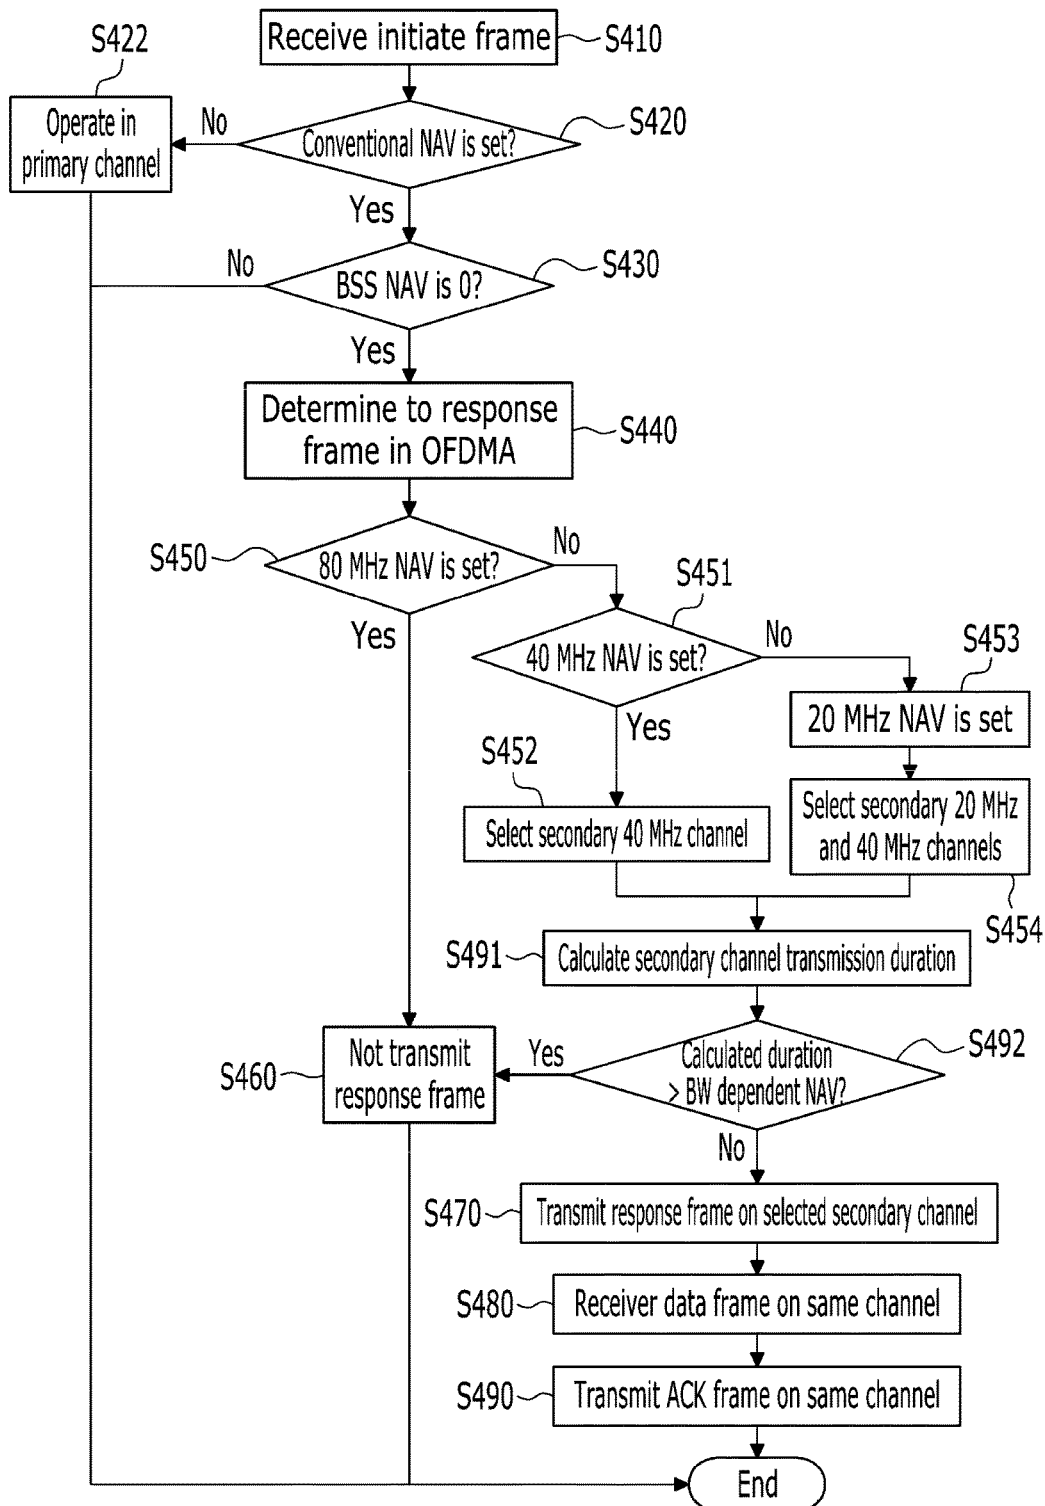 Receive initiate frame
S410
S422
Operate in
primary channel
No
Conventional NAV is set?
S420
Yes
No
BSS NAV is 0?
S430
Yes
Determine to response
frame in OFDMA
S440
S450
80 MHz NAV is set?
No
Yes
S451
40 MHz NAV is set?
No
Yes
S453
20 MHz NAV is set
S452
Select secondary 40 MHz channel
Select secondary 20 MHz
and 40 MHz channels
S454
S491
Calculate secondary channel transmission duration
S460
Not transmit
response frame
Yes
Calculated duration
> BW dependent NAV?
S492
No
S470
Transmit response frame on selected secondary channel
S480
Receiver data frame on same channel
S490
Transmit ACK frame on same channel
End